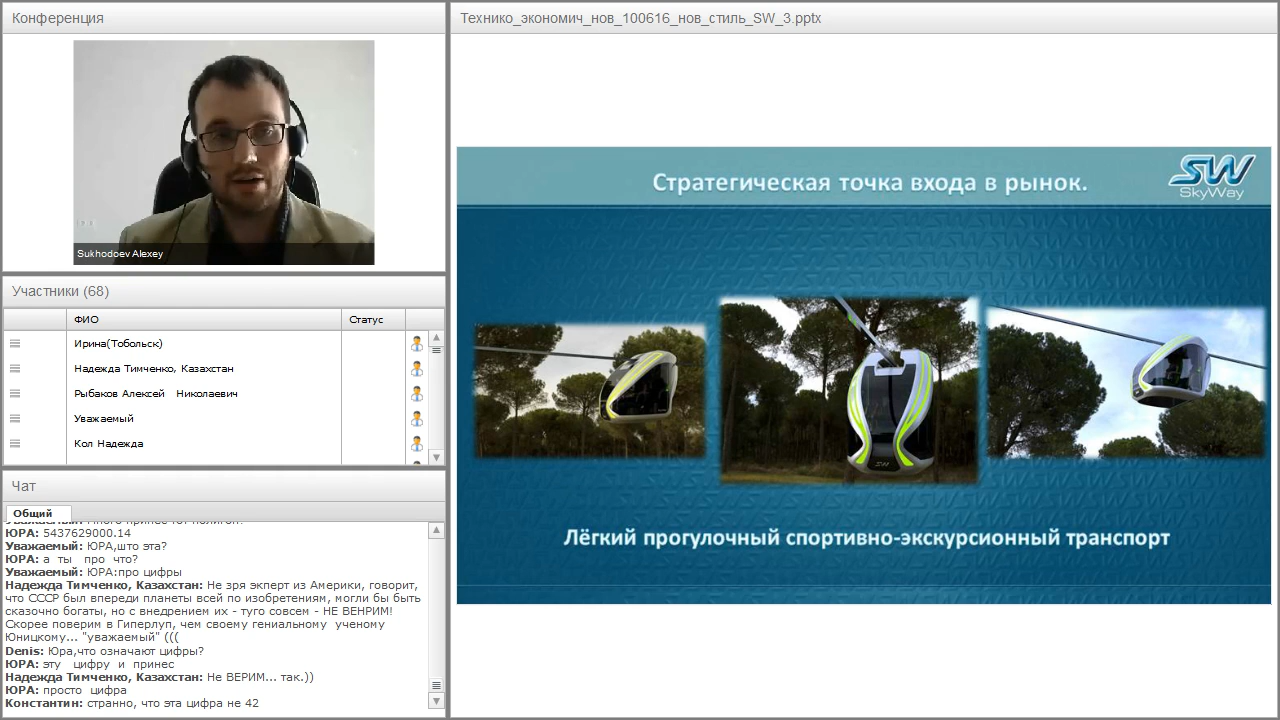 Конференция
Sukhodoev Alexey
Участники (68)
ФИО Статус
Ирина(Тобольск)
Надежда Тимченко, Казахстан
Рыбаков Алексей Николаевич
Уважаемый
Кол Надежда
Чат
Общий
ЮРА: 5437629000.14
Уважаемый: ЮРА,што эта?
ЮРА: а ты про что?
Уважаемый: ЮРА:про цифры
Надежда Тимченко, Казахстан: Не зря экперт из Америки, говорит,
что СССР был впереди планеты всей по изобретениям, могли бы быть
сказочно богаты, но с внедрением их - туго совсем - НЕ ВЕНРИМ!
Скорее поверим в Гиперлуп, чем своему гениальному ученому
Юницкому... "уважаемый" (((
Denis: Юра,что означают цифры?
ЮРА: эту цифру и принес
Надежда Тимченко, Казахстан: Не ВЕРИМ... так.))
ЮРА: просто цифра
Константин: странно, что эта цифра не 42
Технико_экономич_нов_100616_нов_стиль_SW_3.pptx
Стратегическая точка входа в рынок.
SW
SkyWay
SW
Лёгкий прогулочный спортивно-экскурсионный транспорт